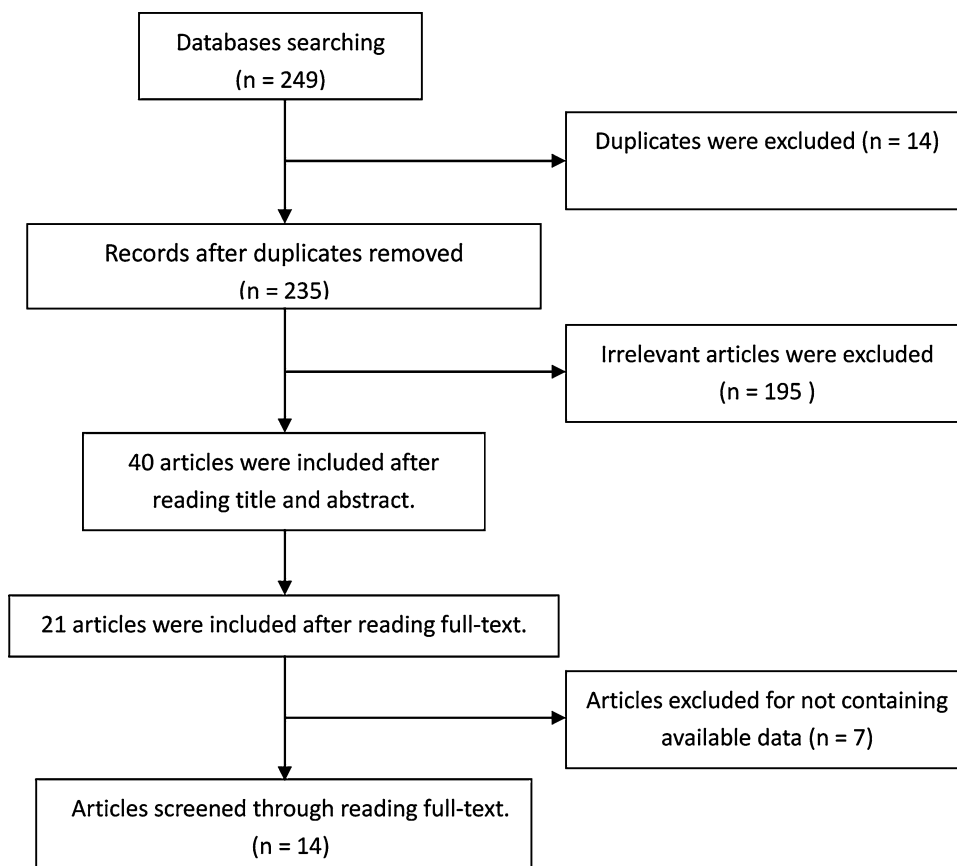 Databases searching
(n = 249)
Duplicates were excluded (n = 14)
Records after duplicates removed
(n = 235)
Irrelevant articles were excluded
(n = 195 )
40 articles were included after
reading title and abstract.
21 articles were included after reading full-text.
Articles excluded for not containing
available data (n = 7)
Articles screened through reading full-text.
(n = 14)